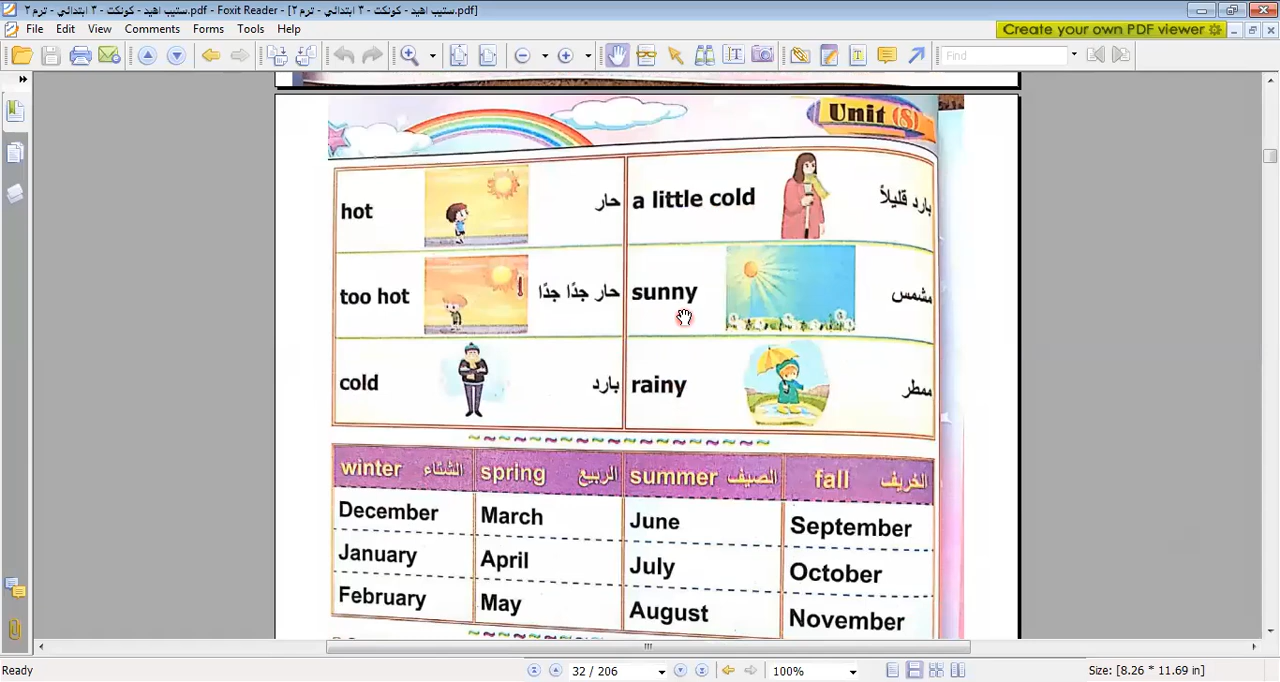 ستيب اهيد - كونكت - ٣ ابتدائي - ترم ٢.pdf - Foxit Reader - [ستيب اهيد - كونكت - ٣ ابتدائي - ترم ٢.pdf]
File Edit View Comments Forms Tools Help
Create your own PDF viewer
Find
Unit (8)
hot حار a little cold بارد قليلاً
too hot حار جدًا جدًا sunny مشمس
cold بارد rainy ممطر
winter الشتاء spring الربيع summer الصيف fall الخريف
December March June September
January April July October
February May August November
Ready 32 / 206 100% Size: [8.26 * 11.69 in]